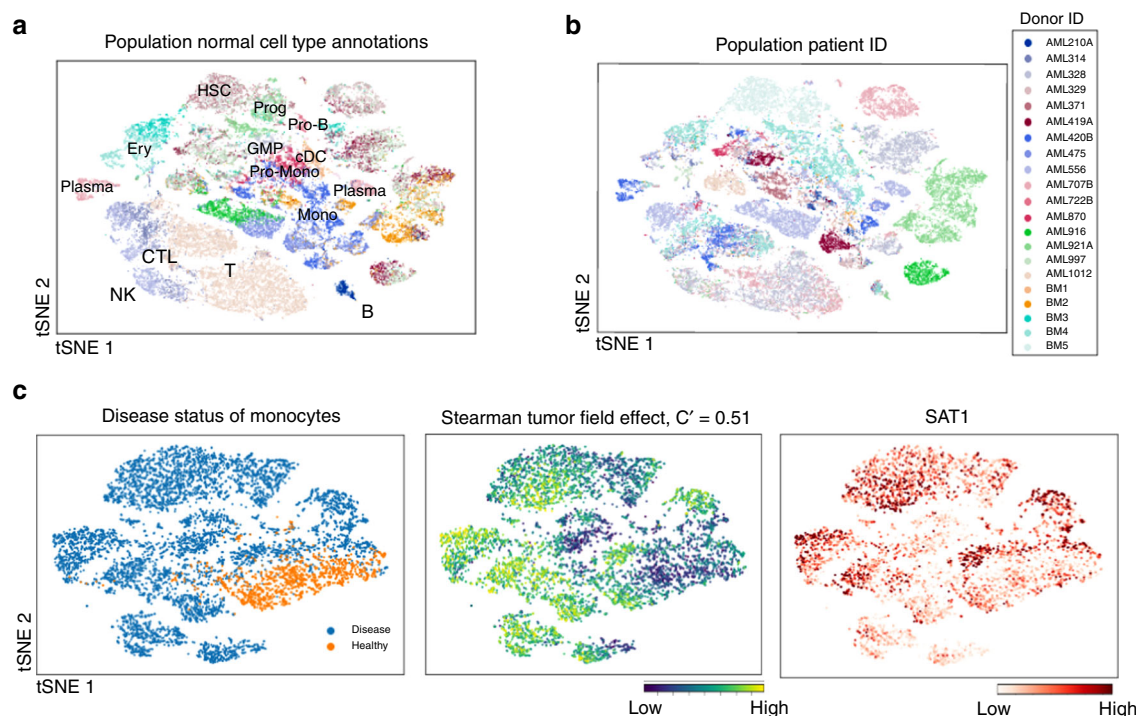 a
Population normal cell type annotations
HSC
Prog
Pro-B
Ery
GMP
cDC
Pro-Mono
Plasma
Plasma
Mono
CTL
T
NK
B
tSNE 2
tSNE 1
b
Population patient ID
tSNE 2
tSNE 1
Donor ID
AML210A
AML314
AML328
AML329
AML371
AML419A
AML420B
AML475
AML556
AML707B
AML722B
AML870
AML916
AML921A
AML997
AML1012
BM1
BM2
BM3
BM4
BM5
c
Disease status of monocytes
Disease
Healthy
tSNE 2
tSNE 1
Stearman tumor field effect, C′ = 0.51
Low High
SAT1
Low High